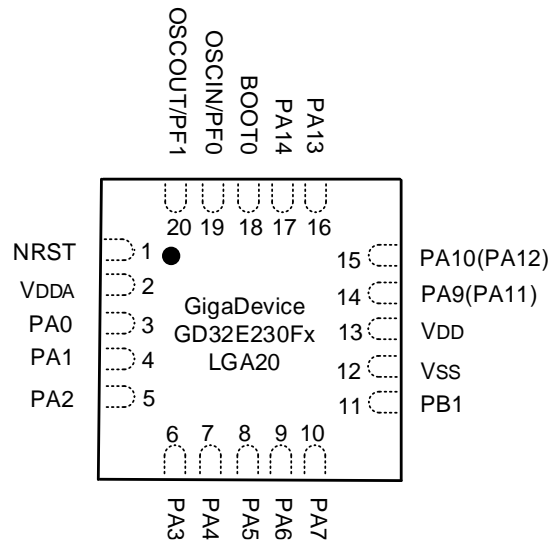 OSCOUT/PF1
OSCIN/PF0
BOOT0
PA14
PA13
20 19 18 17 16
NRST 1
VDDA 2
PA0 3
PA1 4
PA2 5
GigaDevice
GD32E230Fx
LGA20
15 PA10(PA12)
14 PA9(PA11)
13 VDD
12 VSS
11 PB1
6 7 8 9 10
PA3
PA4
PA5
PA6
PA7